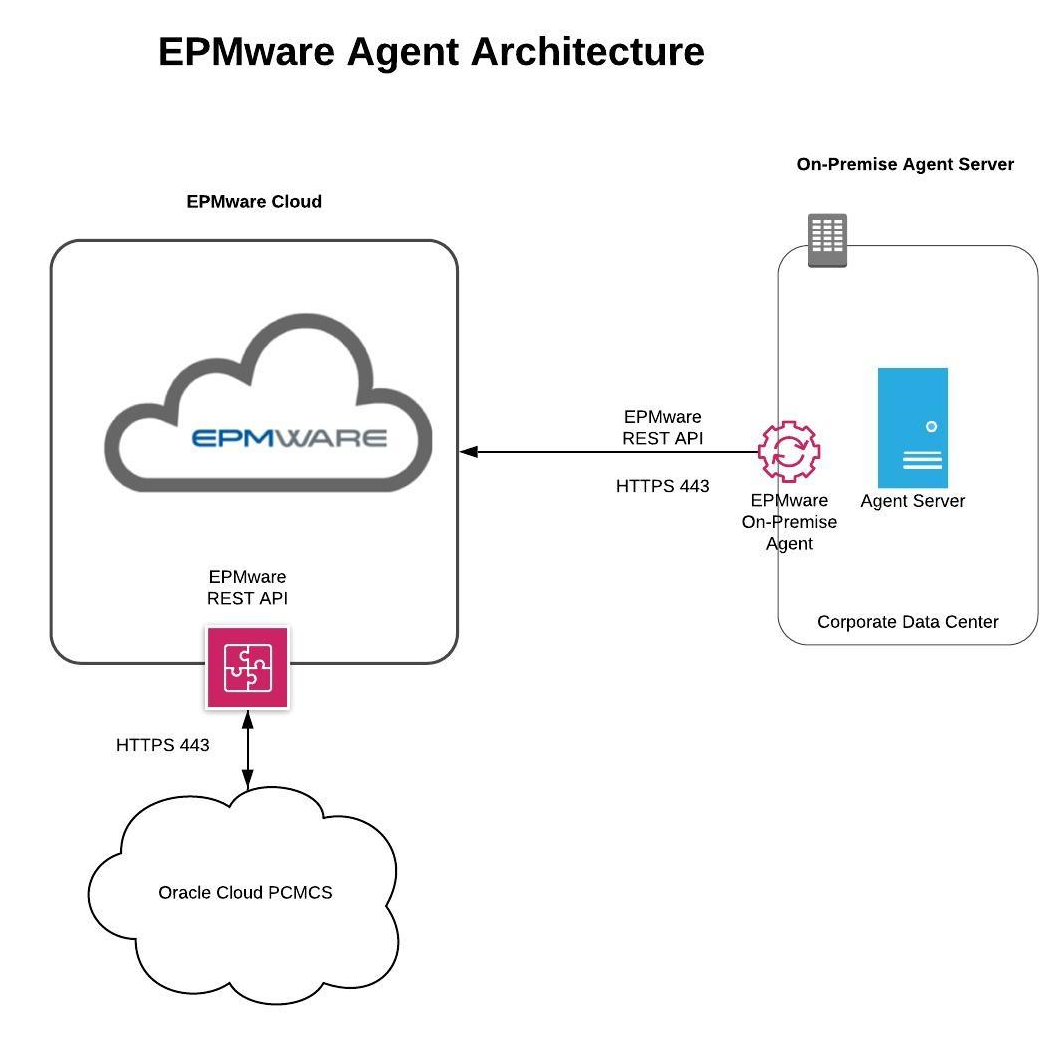 EPMware Agent Architecture
On-Premise Agent Server
EPMware Cloud
EPMWARE
EPMware
REST API
HTTPS 443
EPMware
On-Premise
Agent
Agent Server
Corporate Data Center
EPMware
REST API
HTTPS 443
Oracle Cloud PCMCS